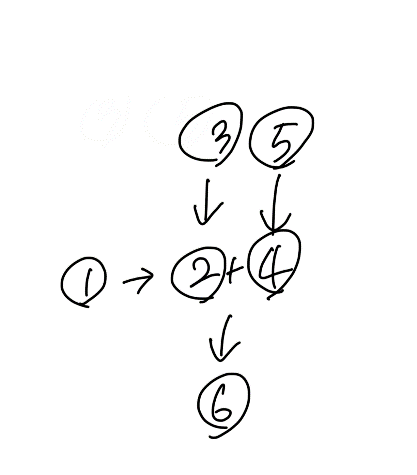 3 5
↓ ↓
1 → 2 + 4
↓
6